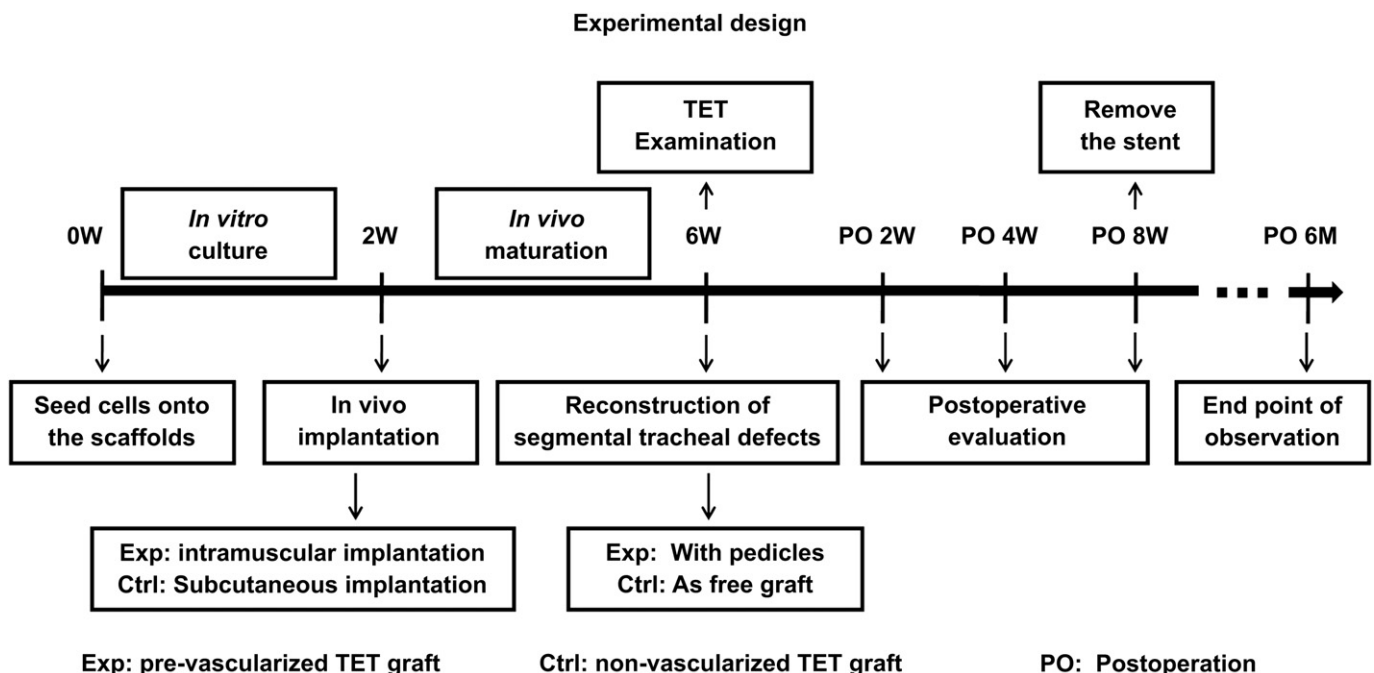 Experimental design
TET
Examination
Remove
the stent
In vitro
culture
In vivo
maturation
0W
2W
6W
PO 2W
PO 4W
PO 8W
PO 6M
Seed cells onto
the scaffolds
In vivo
implantation
Reconstruction of
segmental tracheal defects
Postoperative
evaluation
End point of
observation
Exp: intramuscular implantation
Ctrl: Subcutaneous implantation
Exp: With pedicles
Ctrl: As free graft
Exp: pre-vascularized TET graft
Ctrl: non-vascularized TET graft
PO: Postoperation